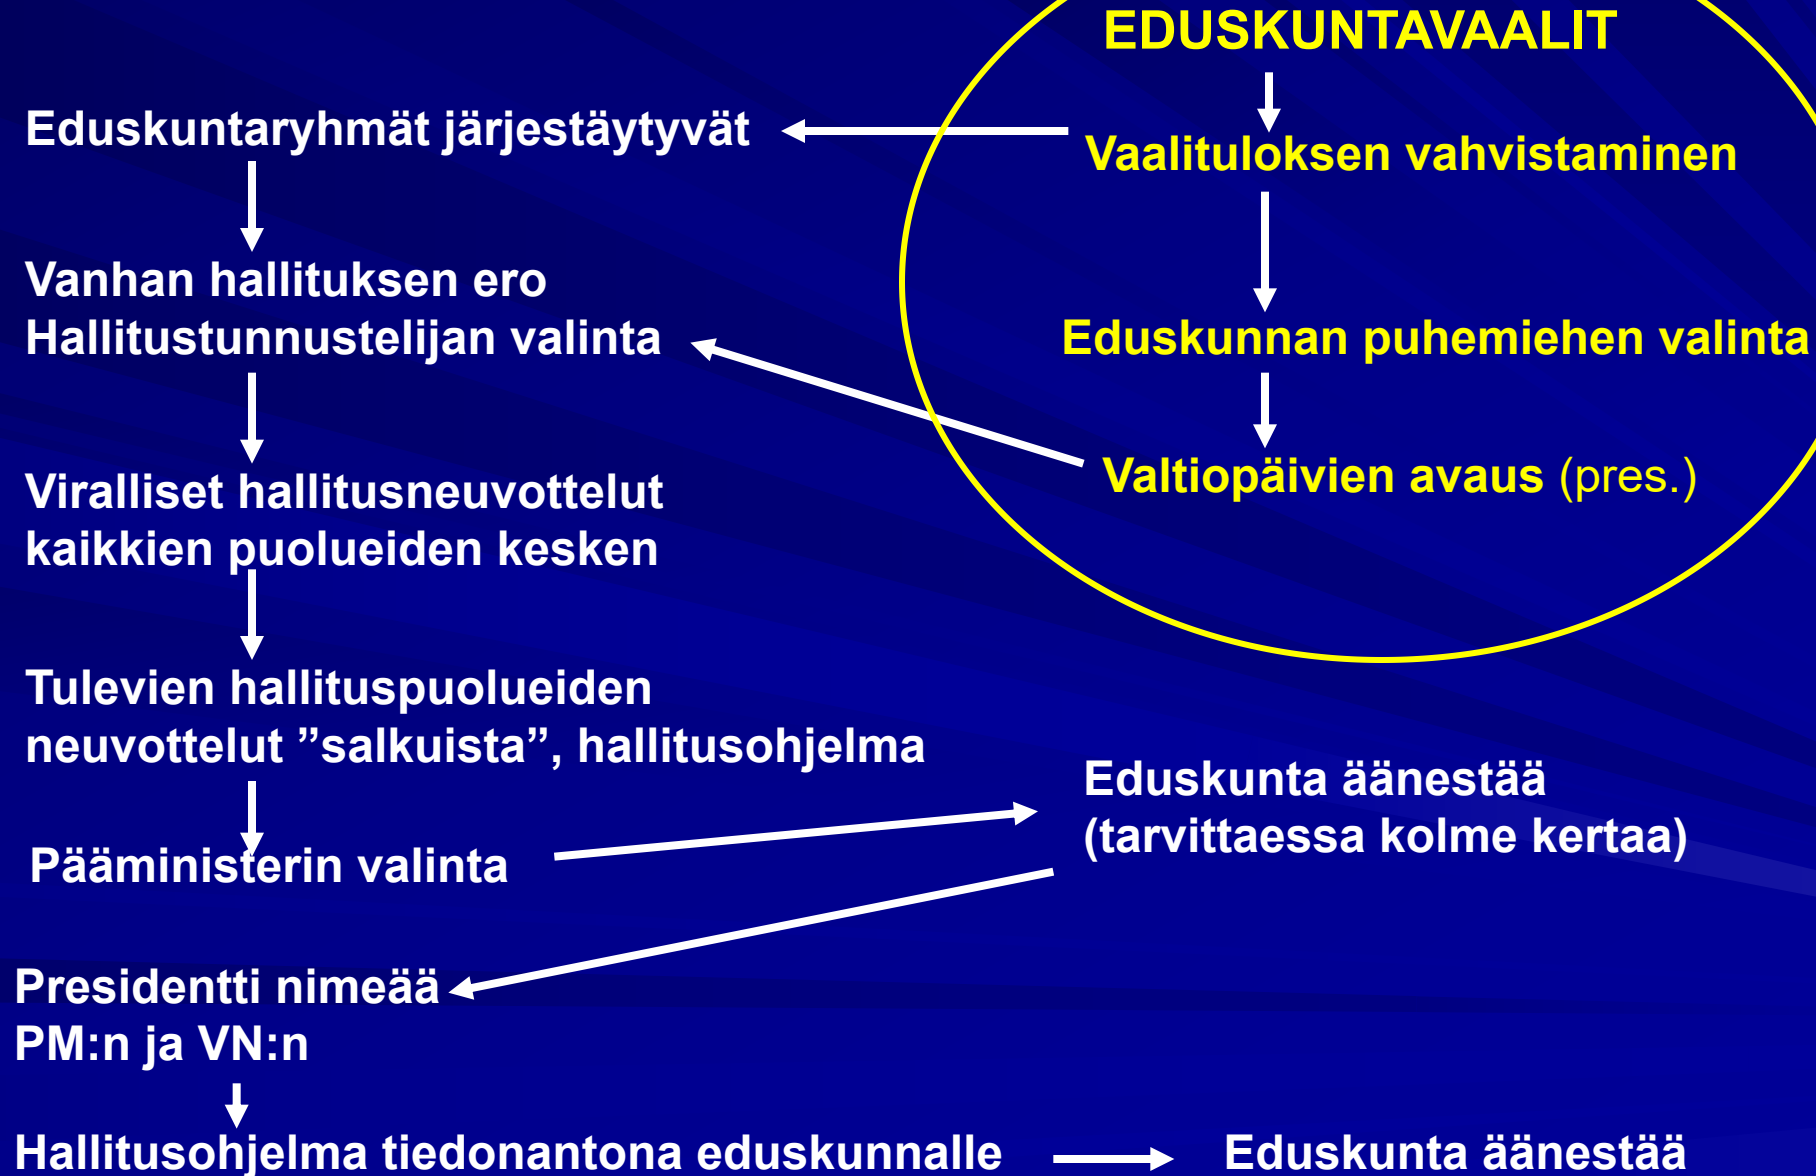 EDUSKUNTAVAALIT
Vaalituloksen vahvistaminen
Eduskunnan puhemiehen valinta
Valtiopäivien avaus (pres.)
Eduskuntaryhmät järjestäytyvät
Vanhan hallituksen ero
Hallitustunnustelijan valinta
Viralliset hallitusneuvottelut
kaikkien puolueiden kesken
Tulevien hallituspuolueiden
neuvottelut ”salkuista”, hallitusohjelma
Pääministerin valinta
Eduskunta äänestää
(tarvittaessa kolme kertaa)
Presidentti nimeää
PM:n ja VN:n
Hallitusohjelma tiedonantona eduskunnalle
Eduskunta äänestää